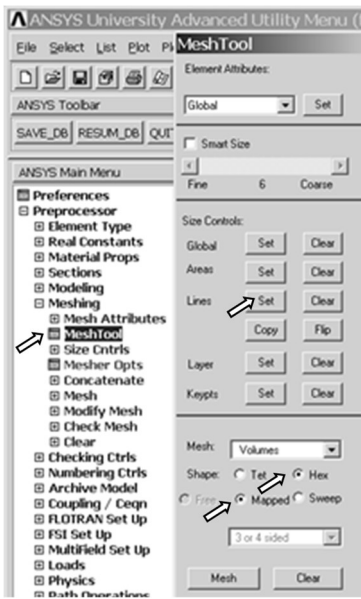 ANSYS University Advanced Utility Menu (
File Select List Plot Pl
ANSYS Toolbar
SAVE_DB RESUM_DB QUI
ANSYS Main Menu
Preferences
Preprocessor
Element Type
Real Constants
Material Props
Sections
Modeling
Meshing
Mesh Attributes
MeshTool
Size Cntrls
Mesher Opts
Concatenate
Mesh
Modify Mesh
Check Mesh
Clear
Checking Ctrls
Numbering Ctrls
Archive Model
Coupling / Ceqn
FLOTRAN Set Up
FSI Set Up
MultiField Set Up
Loads
Physics
Path Operations
MeshTool
Element Attributes:
Global Set
Smart Size
Fine 6 Coarse
Size Controls:
Global Set Clear
Areas Set Clear
Lines Set Clear
Copy Flip
Layer Set Clear
Keypts Set Clear
Mesh: Volumes
Shape: Tet Hex
Free Mapped Sweep
3 or 4 sided
Mesh Clear